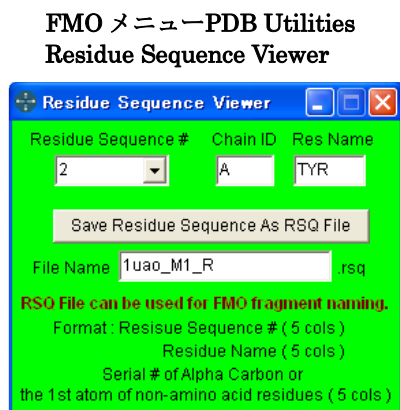 FMO メニューPDB Utilities
Residue Sequence Viewer
Residue Sequence Viewer
Residue Sequence # Chain ID Res Name
2 A TYR
Save Residue Sequence As RSQ File
File Name 1uao_M1_R .rsq
RSQ File can be used for FMO fragment naming.
Format : Resisue Sequence # ( 5 cols )
Residue Name ( 5 cols )
Serial # of Alpha Carbon or
the 1st atom of non-amino acid residues ( 5 cols )